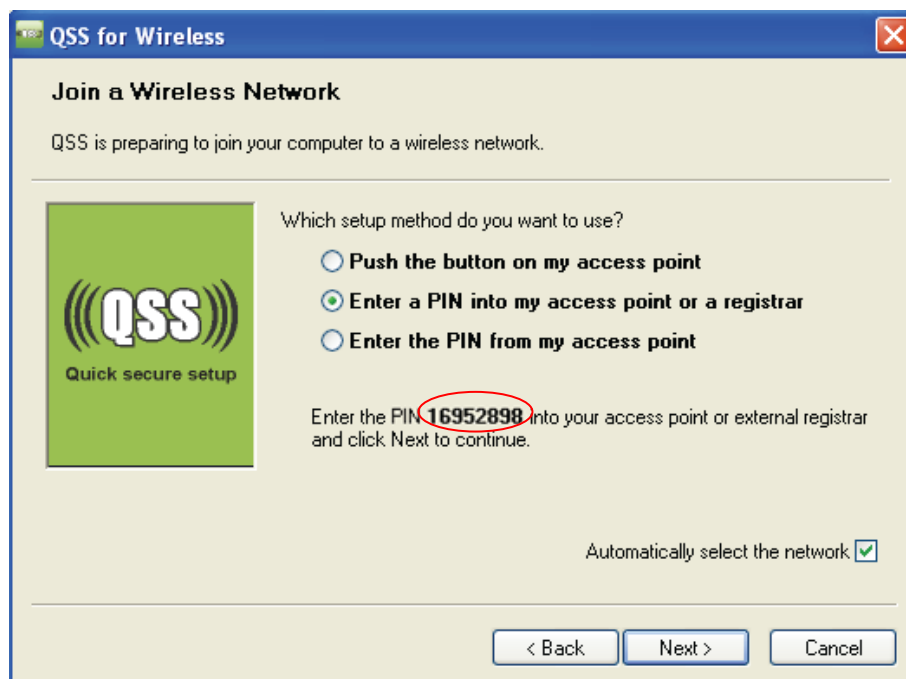 QSS for Wireless
Join a Wireless Network
QSS is preparing to join your computer to a wireless network.
Which setup method do you want to use?
Push the button on my access point
Enter a PIN into my access point or a registrar
Enter the PIN from my access point
(((QSS)))
Quick secure setup
Enter the PIN 16952898 into your access point or external registrar
and click Next to continue.
Automatically select the network
< Back
Next >
Cancel